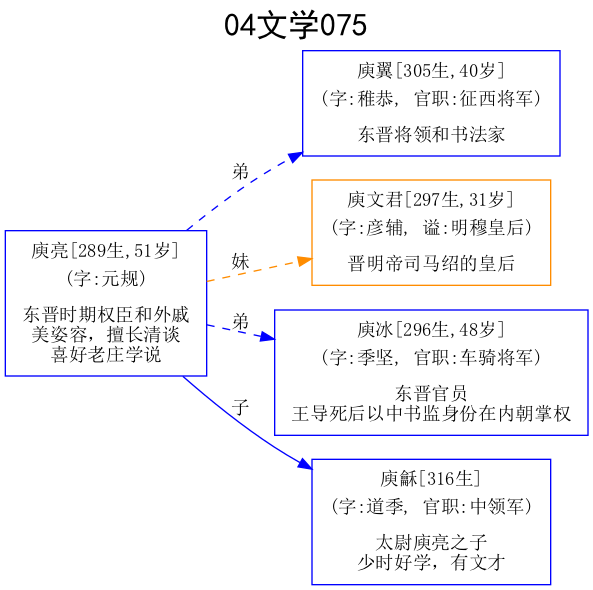 04文学075
庾翼[305生,40岁]
(字:稚恭, 官职:征西将军)
东晋将领和书法家
弟
庾文君[297生,31岁]
(字:彦辅, 谥:明穆皇后)
晋明帝司马绍的皇后
妹
庾亮[289生,51岁]
(字:元规)
东晋时期权臣和外戚
美姿容，擅长清谈
喜好老庄学说
弟
庾冰[296生,48岁]
(字:季坚, 官职:车骑将军)
东晋官员
王导死后以中书监身份在内朝掌权
子
庾龢[316生]
(字:道季, 官职:中领军)
太尉庾亮之子
少时好学，有文才